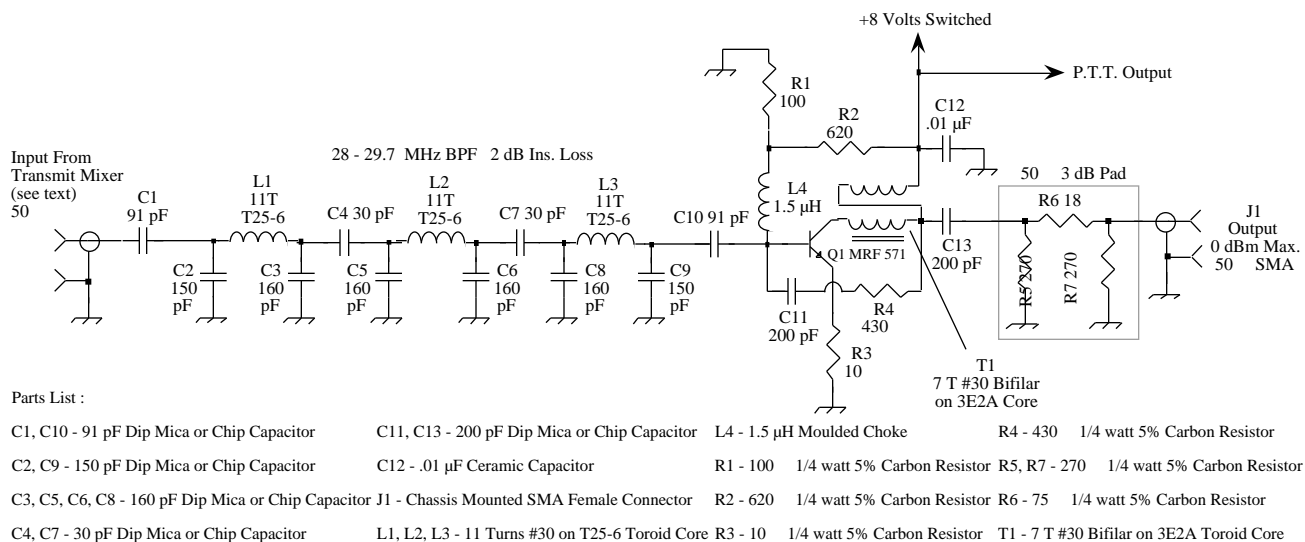 +8 Volts Switched
P.T.T. Output
R1
100
R2
620
C12
.01 µF
Input From
Transmit Mixer
(see text)
50
28 - 29.7 MHz BPF 2 dB Ins. Loss
C1
91 pF
L1
11T
T25-6
C4 30 pF
L2
11T
T25-6
C7 30 pF
L3
11T
T25-6
C10 91 pF
L4
1.5 µH
50 3 dB Pad
R6 18
J1
Output
0 dBm Max.
50 SMA
C2
150
pF
C3
160
pF
C5
160
pF
C6
160
pF
C8
160
pF
C9
150
pF
Q1 MRF 571
C13
200 pF
R5 270
R7 270
C11
200 pF
R4
430
R3
10
T1
7 T #30 Bifilar
on 3E2A Core
Parts List :
C1, C10 - 91 pF Dip Mica or Chip Capacitor
C2, C9 - 150 pF Dip Mica or Chip Capacitor
C3, C5, C6, C8 - 160 pF Dip Mica or Chip Capacitor
C4, C7 - 30 pF Dip Mica or Chip Capacitor
C11, C13 - 200 pF Dip Mica or Chip Capacitor
C12 - .01 µF Ceramic Capacitor
J1 - Chassis Mounted SMA Female Connector
L1, L2, L3 - 11 Turns #30 on T25-6 Toroid Core
L4 - 1.5 µH Moulded Choke
R1 - 100 1/4 watt 5% Carbon Resistor
R2 - 620 1/4 watt 5% Carbon Resistor
R3 - 10 1/4 watt 5% Carbon Resistor
R4 - 430 1/4 watt 5% Carbon Resistor
R5, R7 - 270 1/4 watt 5% Carbon Resistor
R6 - 75 1/4 watt 5% Carbon Resistor
T1 - 7 T #30 Bifilar on 3E2A Toroid Core